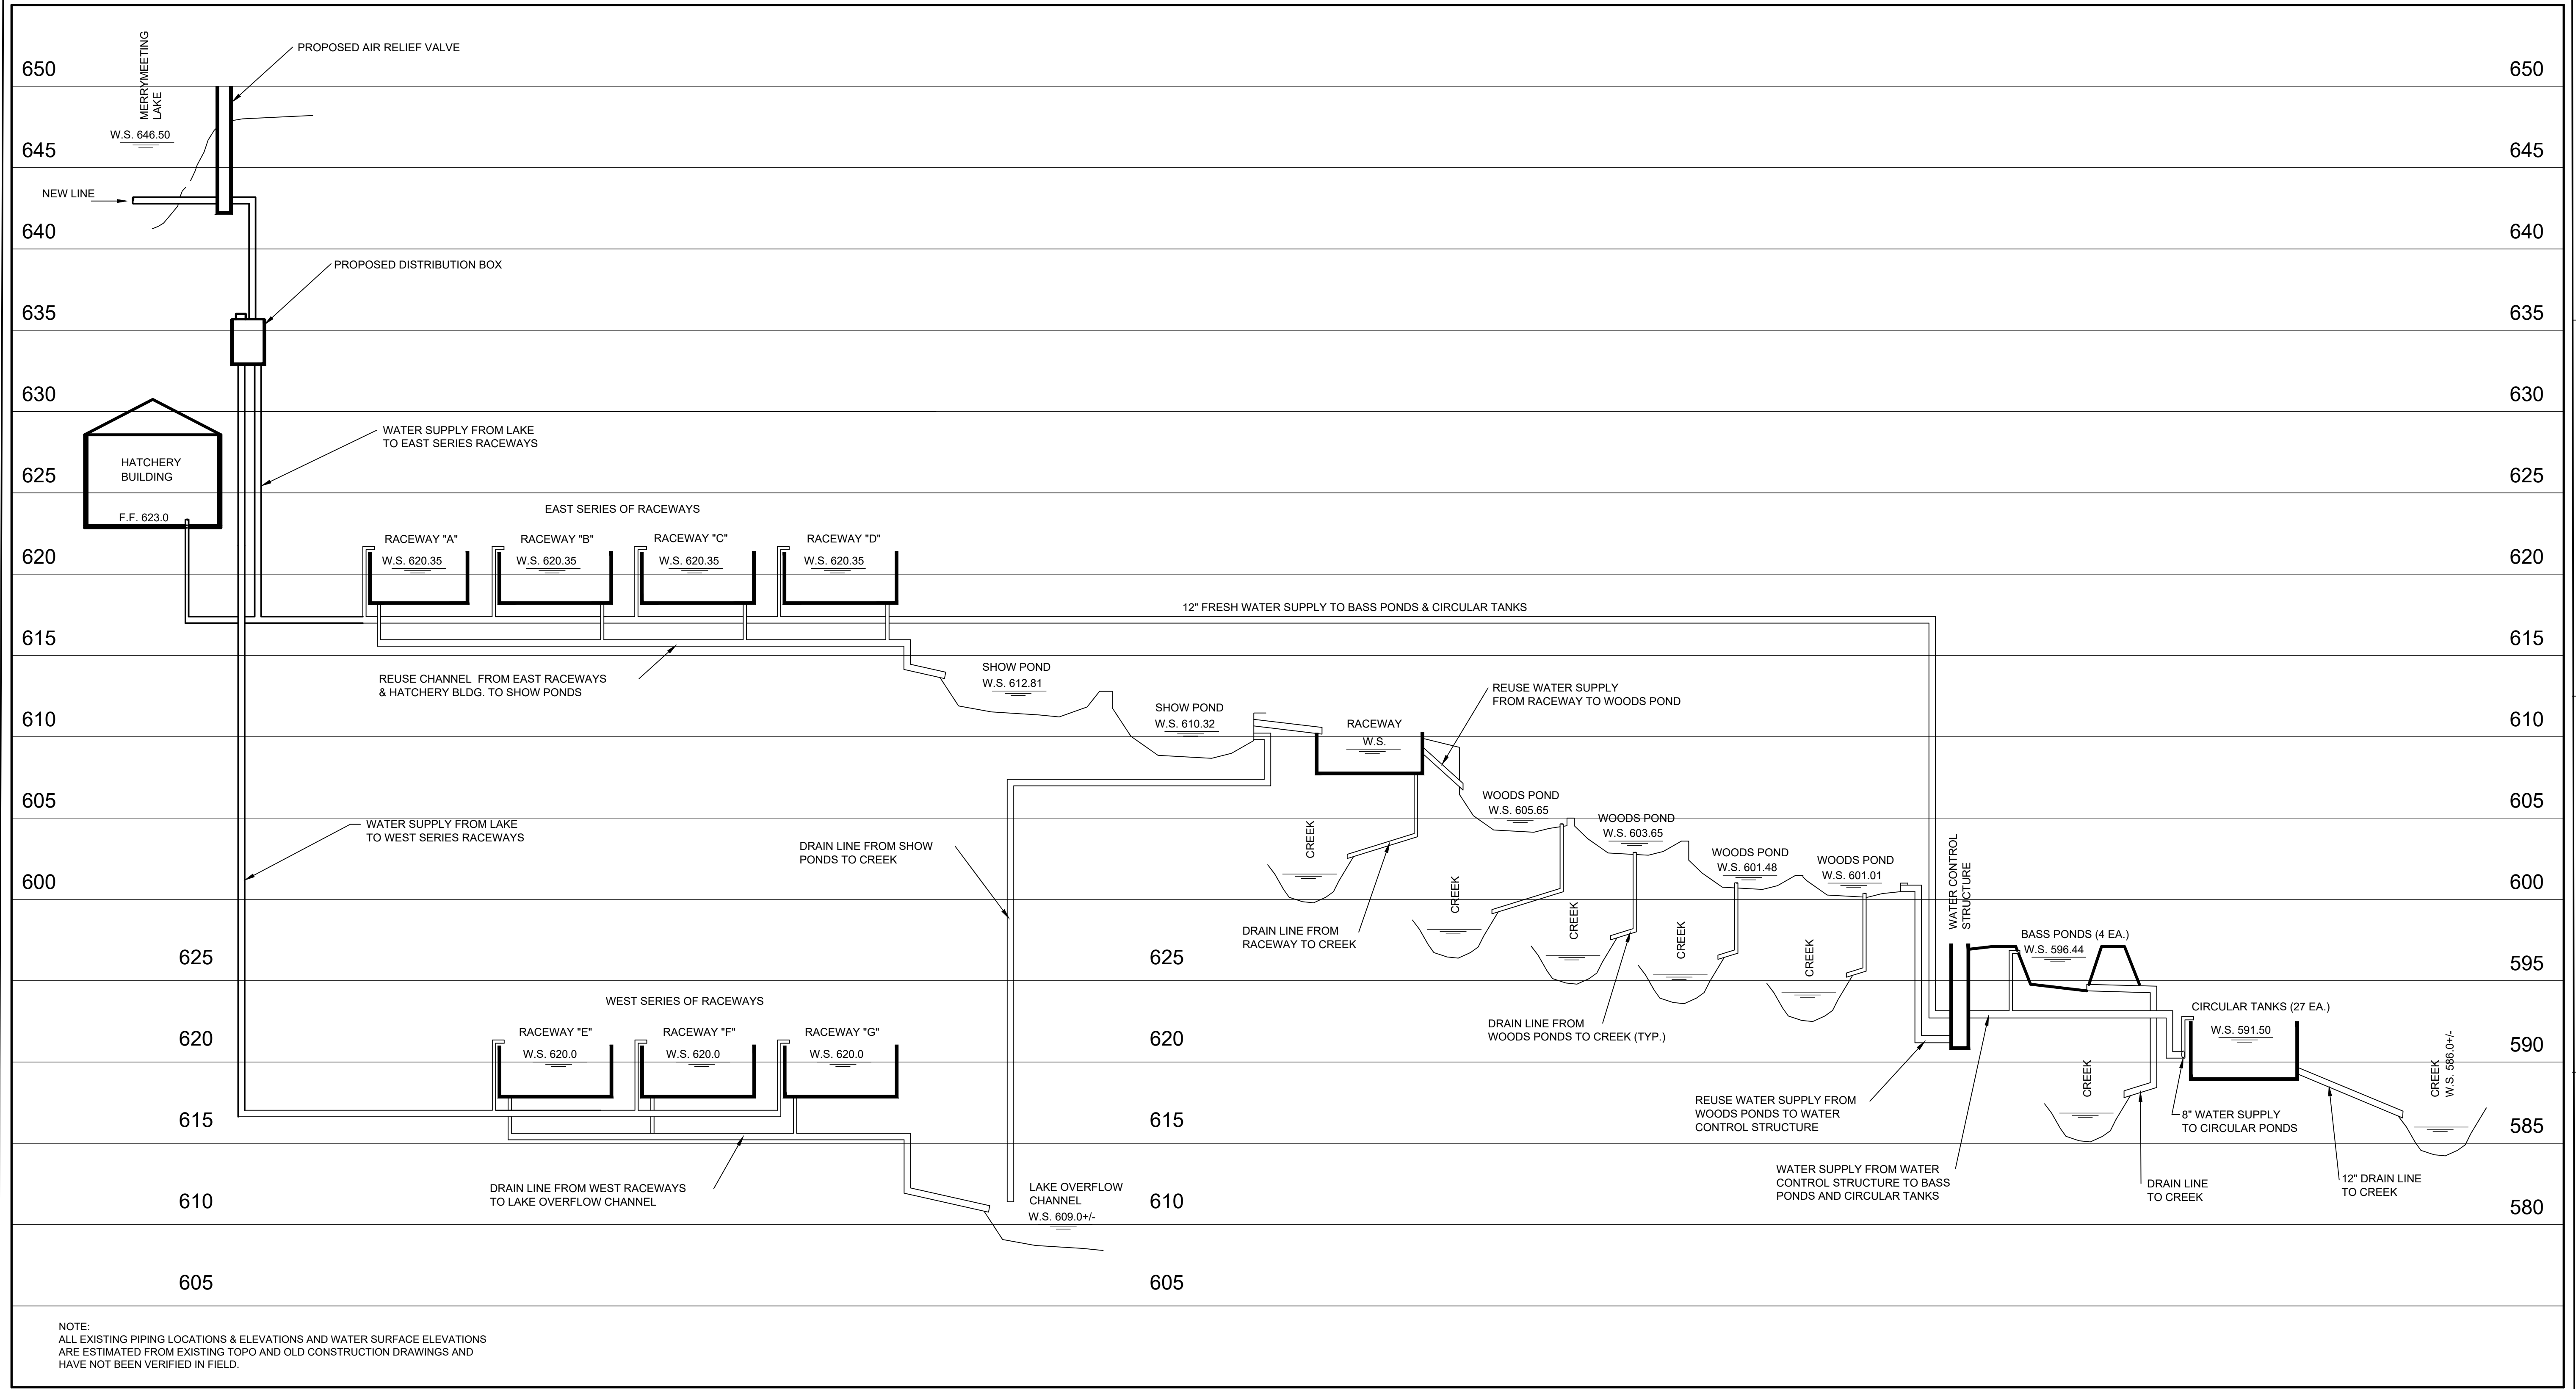 650
650
MERRYMEETING
LAKE
PROPOSED AIR RELIEF VALVE
W.S. 646.50
645
645
NEW LINE
640
640
PROPOSED DISTRIBUTION BOX
635
635
630
630
WATER SUPPLY FROM LAKE
TO EAST SERIES RACEWAYS
HATCHERY
BUILDING
F.F. 623.0
625
625
EAST SERIES OF RACEWAYS
RACEWAY "A"
W.S. 620.35
RACEWAY "B"
W.S. 620.35
RACEWAY "C"
W.S. 620.35
RACEWAY "D"
W.S. 620.35
620
620
12" FRESH WATER SUPPLY TO BASS PONDS & CIRCULAR TANKS
615
615
REUSE CHANNEL FROM EAST RACEWAYS
& HATCHERY BLDG. TO SHOW PONDS
SHOW POND
W.S. 612.81
SHOW POND
W.S. 610.32
REUSE WATER SUPPLY
FROM RACEWAY TO WOODS POND
610
610
RACEWAY
W.S.
605
605
WOODS POND
W.S. 605.65
WOODS POND
W.S. 603.65
WOODS POND
W.S. 601.48
WOODS POND
W.S. 601.01
WATER SUPPLY FROM LAKE
TO WEST SERIES RACEWAYS
DRAIN LINE FROM SHOW
PONDS TO CREEK
CREEK
CREEK
CREEK
CREEK
CREEK
600
600
WATER CONTROL
STRUCTURE
DRAIN LINE FROM
RACEWAY TO CREEK
BASS PONDS (4 EA.)
W.S. 596.44
625
625
595
WEST SERIES OF RACEWAYS
CIRCULAR TANKS (27 EA.)
W.S. 591.50
RACEWAY "E"
W.S. 620.0
RACEWAY "F"
W.S. 620.0
RACEWAY "G"
W.S. 620.0
DRAIN LINE FROM
WOODS PONDS TO CREEK (TYP.)
620
620
590
CREEK
CREEK
W.S. 586.0+/-
REUSE WATER SUPPLY FROM
WOODS PONDS TO WATER
CONTROL STRUCTURE
8" WATER SUPPLY
TO CIRCULAR PONDS
615
615
585
WATER SUPPLY FROM WATER
CONTROL STRUCTURE TO BASS
PONDS AND CIRCULAR TANKS
DRAIN LINE
TO CREEK
12" DRAIN LINE
TO CREEK
DRAIN LINE FROM WEST RACEWAYS
TO LAKE OVERFLOW CHANNEL
LAKE OVERFLOW
CHANNEL
W.S. 609.0+/-
610
610
580
605
605
NOTE:
ALL EXISTING PIPING LOCATIONS & ELEVATIONS AND WATER SURFACE ELEVATIONS
ARE ESTIMATED FROM EXISTING TOPO AND OLD CONSTRUCTION DRAWINGS AND
HAVE NOT BEEN VERIFIED IN FIELD.